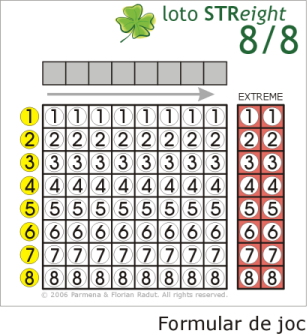 loto STReight
8/8
EXTREME
1 1 1 1 1 1 1 1 1 1 1
2 2 2 2 2 2 2 2 2 2 2
3 3 3 3 3 3 3 3 3 3 3
4 4 4 4 4 4 4 4 4 4 4
5 5 5 5 5 5 5 5 5 5 5
6 6 6 6 6 6 6 6 6 6 6
7 7 7 7 7 7 7 7 7 7 7
8 8 8 8 8 8 8 8 8 8 8
© 2006 Parmena & Florian Radut. All rights reserved.
Formular de joc